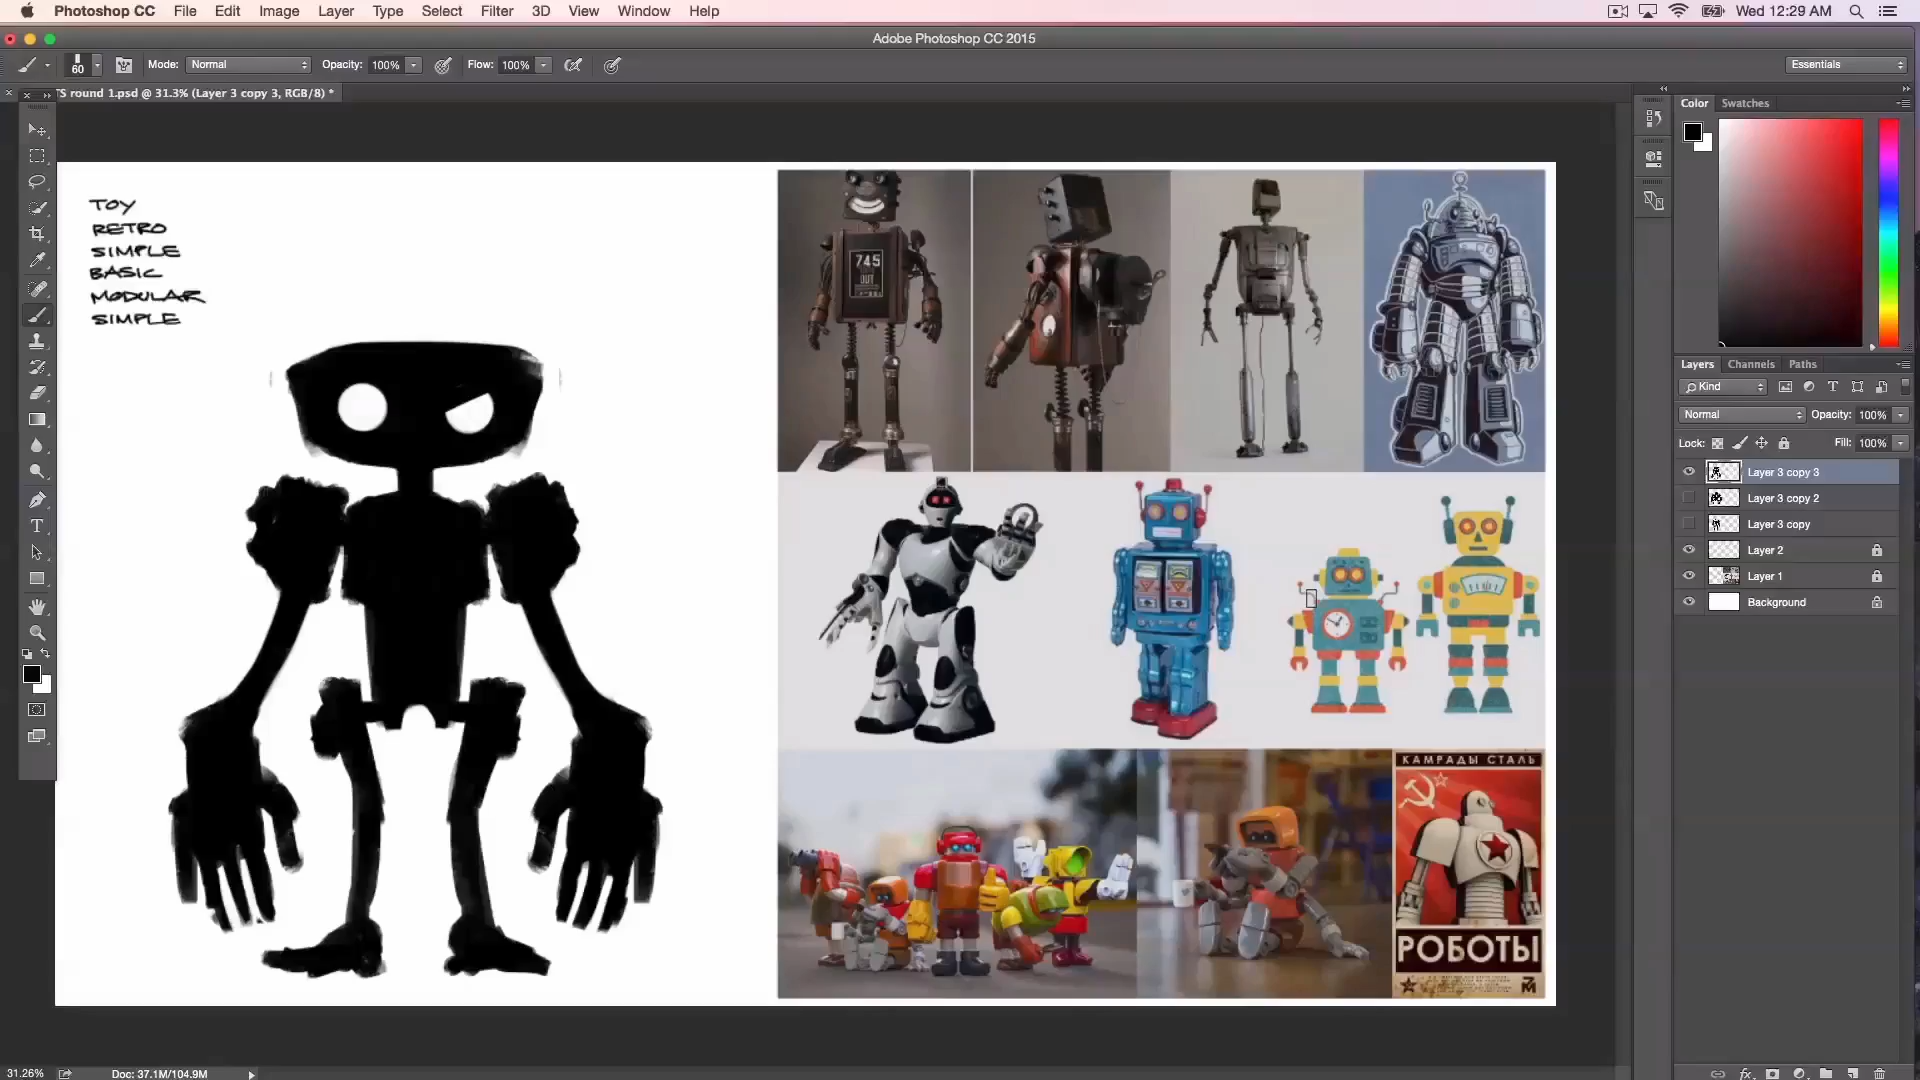 Photoshop CC File Edit Image Layer Type Select Filter 3D View Window Help Wed 12:29 AM
Adobe Photoshop CC 2015
60 Mode: Normal Opacity: 100% Flow: 100% Essentials
TS round 1.psd @ 31.3% (Layer 3 copy 3, RGB/8) *
Color Swatches
TOY
RETRO
SIMPLE
BASIC
MODULAR
SIMPLE
745
OUT
КАМРАДЫ СТАЛЬ
РОБОТЫ
Layers Channels Paths
Kind
Normal Opacity: 100%
Lock: Fill: 100%
Layer 3 copy 3
Layer 3 copy 2
Layer 3 copy
Layer 2
Layer 1
Background
31.26% Doc: 37.1M/104.9M